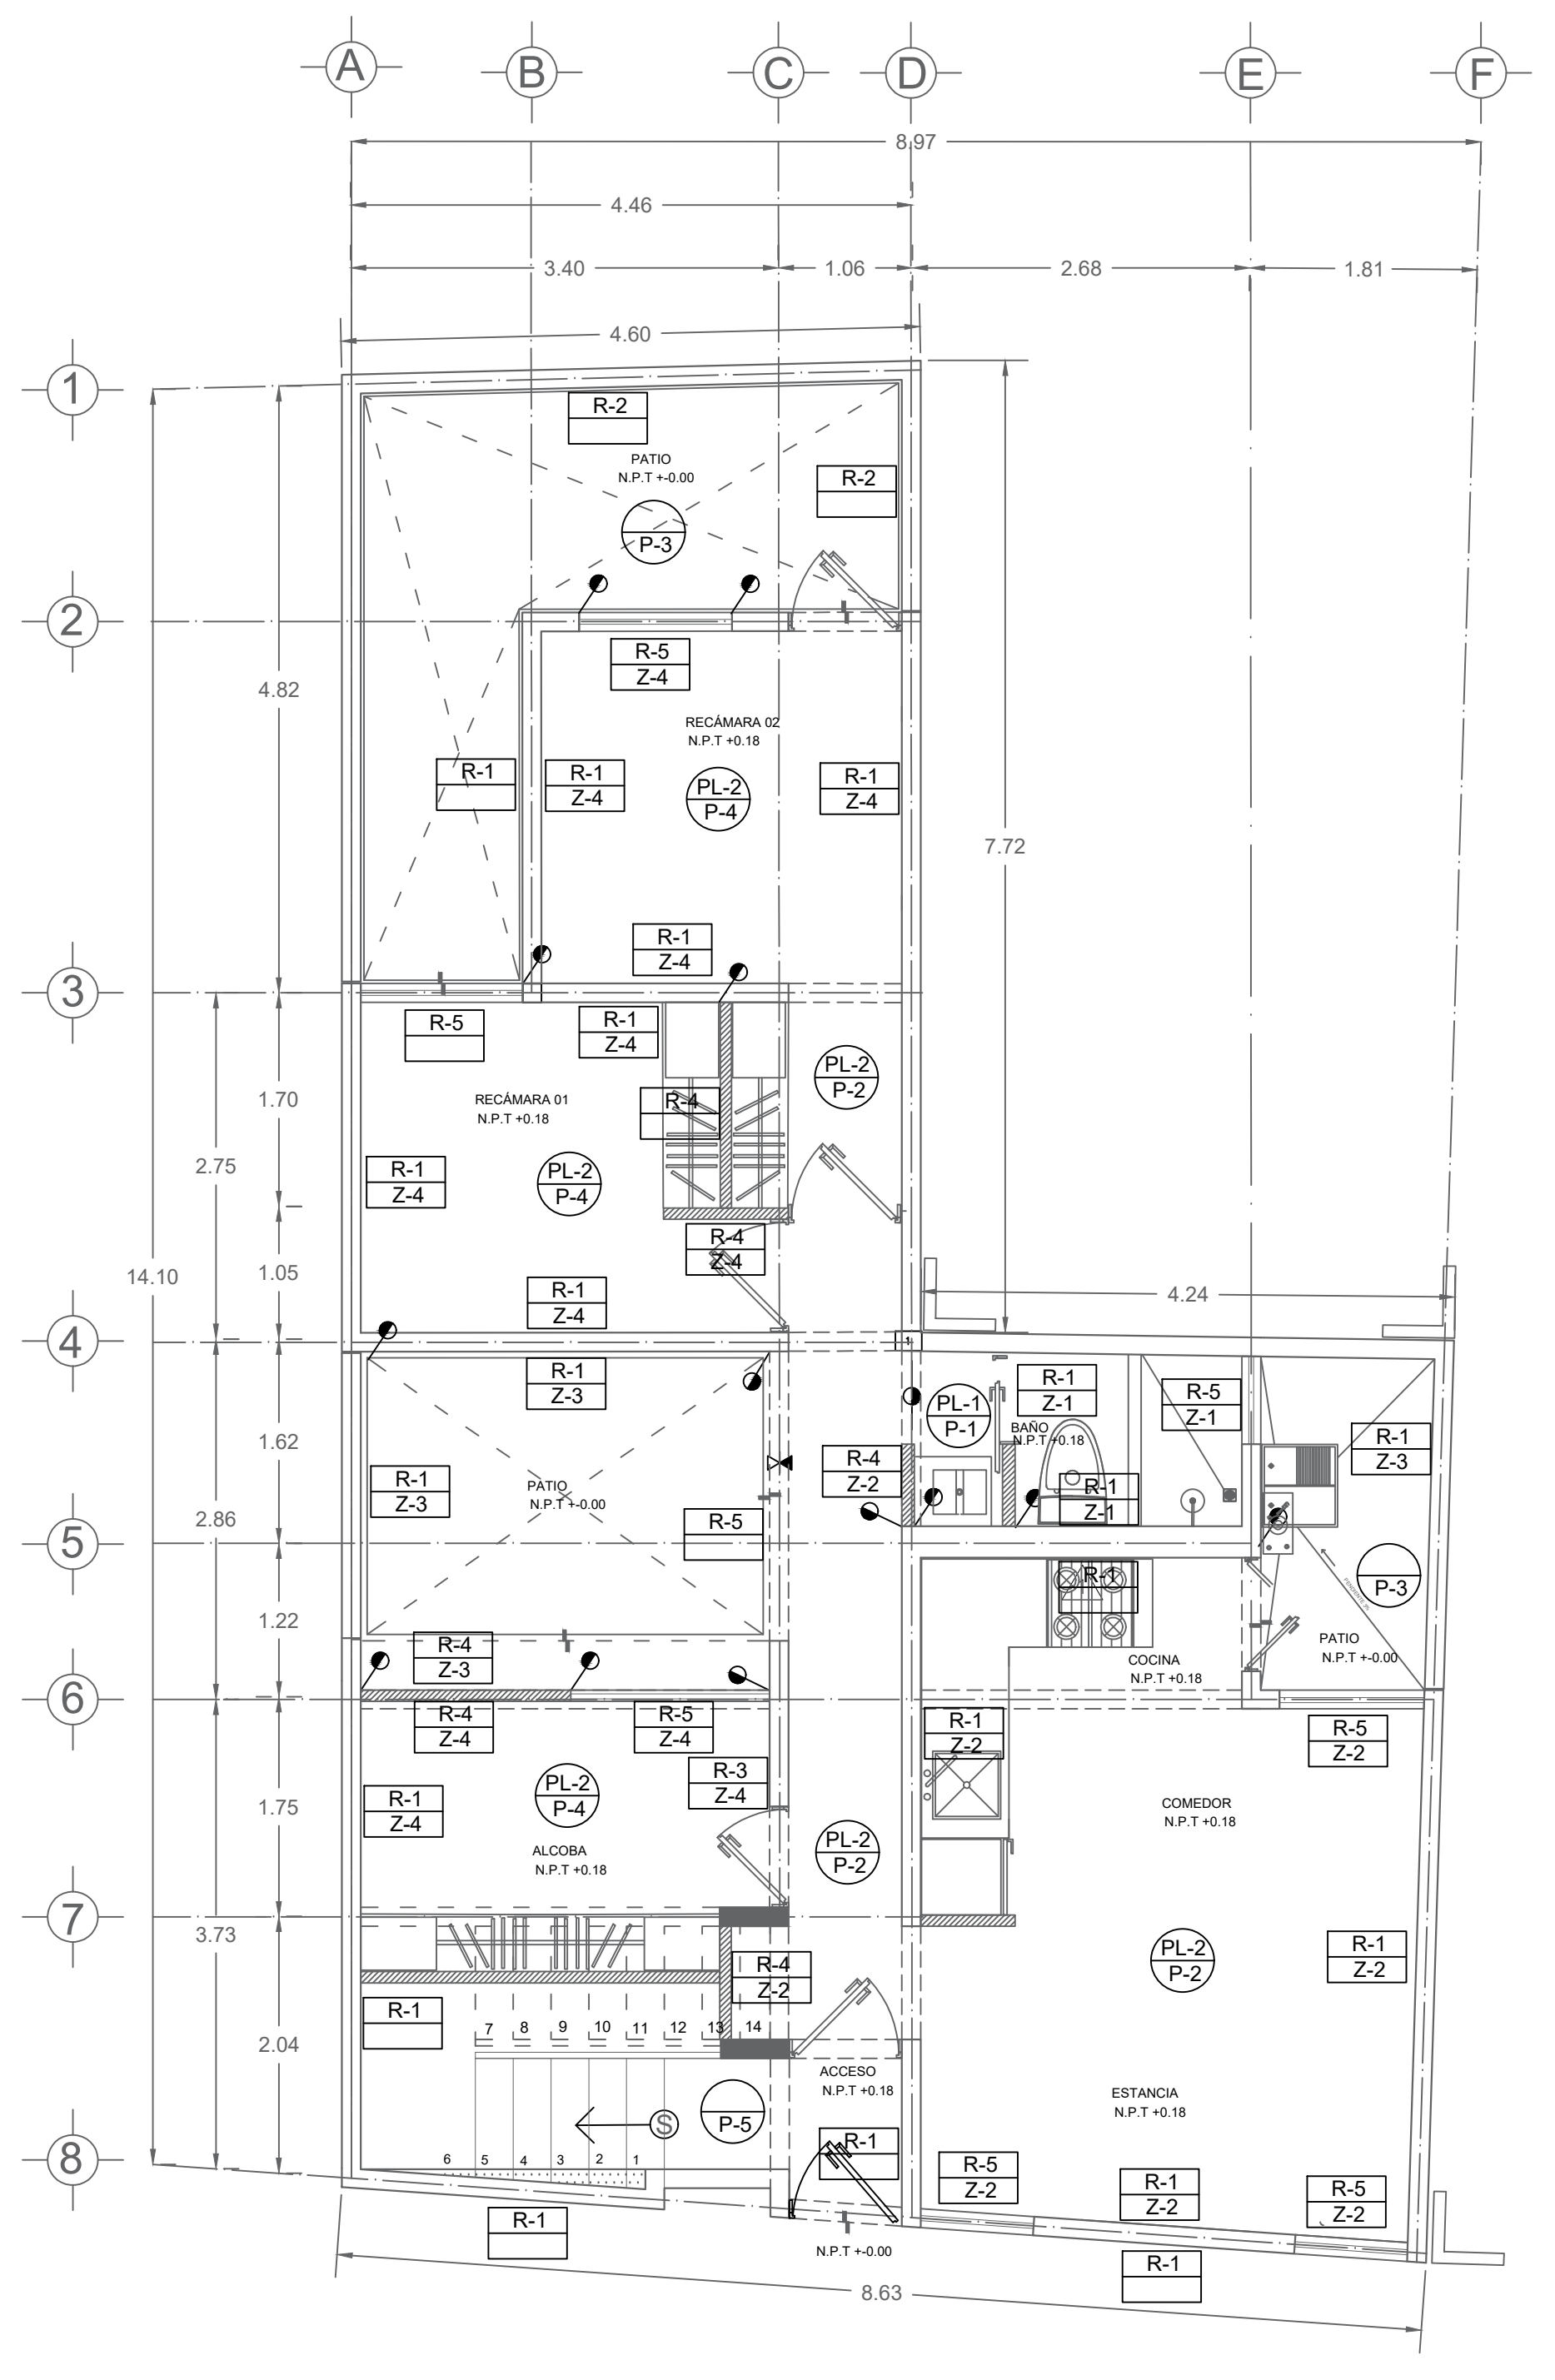 A
B
C
D
E
F
8.97
4.46
3.40
1.06
2.68
1.81
4.60
1
R-2
PATIO
N.P.T +-0.00
R-2
P-3
2
R-5
Z-4
4.82
RECÁMARA 02
N.P.T +0.18
R-1
R-1
Z-4
PL-2
P-4
R-1
Z-4
7.72
R-1
Z-4
3
R-5
R-1
Z-4
PL-2
P-2
1.70
RECÁMARA 01
N.P.T +0.18
R-4
2.75
R-1
Z-4
PL-2
P-4
R-4
Z-4
14.10
1.05
R-1
Z-4
4.24
4
1
R-1
Z-3
PL-1
P-1
R-1
Z-1
R-5
Z-1
BAÑO
N.P.T +0.18
1.62
R-1
Z-3
R-4
Z-2
R-1
Z-3
PATIO
N.P.T +-0.00
R-1
Z-1
2.86
R-5
5
R-1
P-3
PENDIENTE 2%
1.22
R-4
Z-3
PATIO
N.P.T +-0.00
COCINA
N.P.T +0.18
6
R-4
Z-4
R-5
Z-4
R-1
Z-2
R-5
Z-2
R-3
Z-4
PL-2
P-4
R-1
Z-4
1.75
COMEDOR
N.P.T +0.18
ALCOBA
N.P.T +0.18
PL-2
P-2
7
3.73
PL-2
P-2
R-1
Z-2
R-4
Z-2
R-1
7
8
9
10
11
12
13
14
2.04
ACCESO
N.P.T +0.18
ESTANCIA
N.P.T +0.18
P-5
S
R-1
8
6
5
4
3
2
1
R-5
Z-2
R-1
Z-2
R-5
Z-2
R-1
N.P.T +-0.00
R-1
8.63